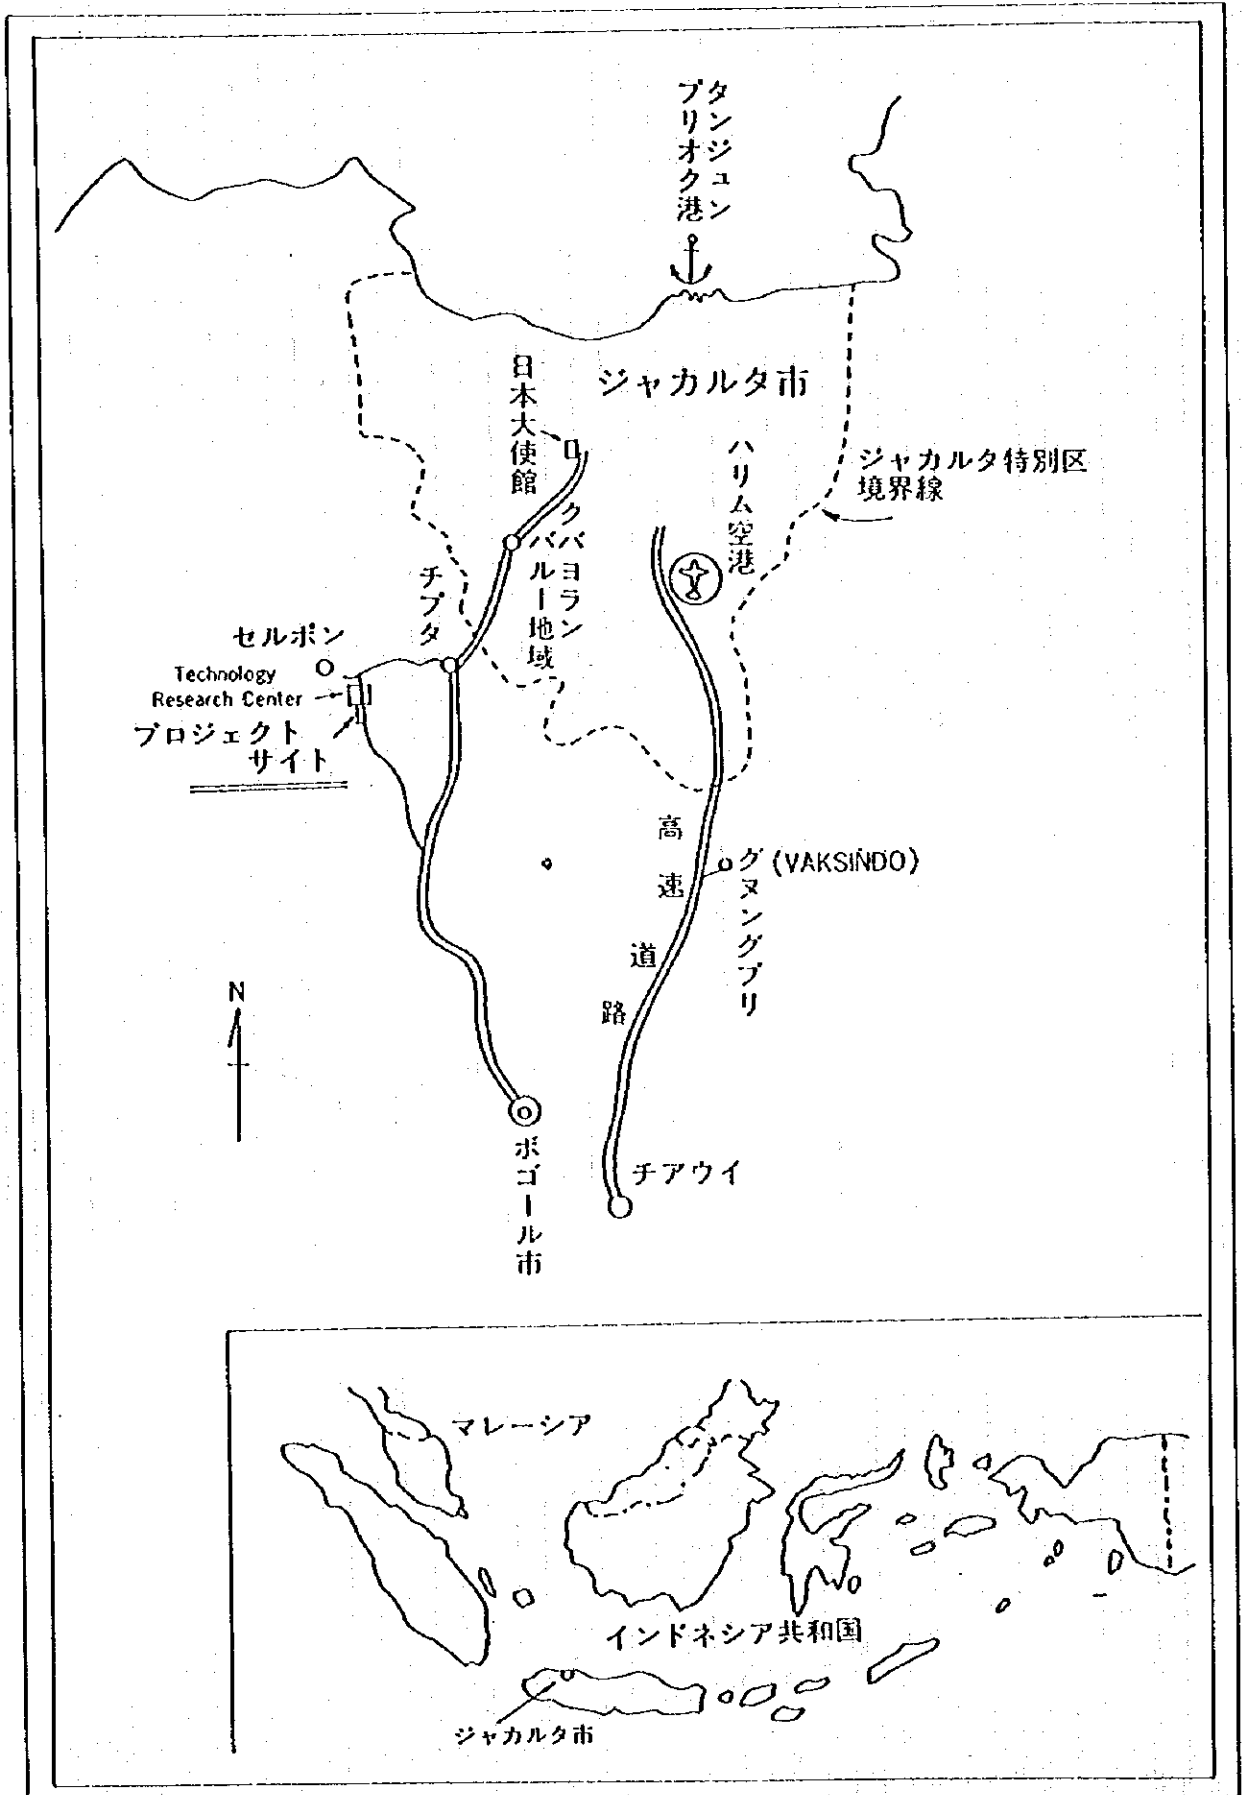 タンジュン
プリオク港
日本大使館
ジャカルタ市
ハリム空港
ジャカルタ特別区
境界線
クバヨラン
バルー地域
チプタ
セルポン
Technology
Research Center
プロジェクト
サイト
高速道路
グヌングプリ
(VAKSINDO)
N
ボゴール市
チアウイ
マレーシア
インドネシア共和国
ジャカルタ市